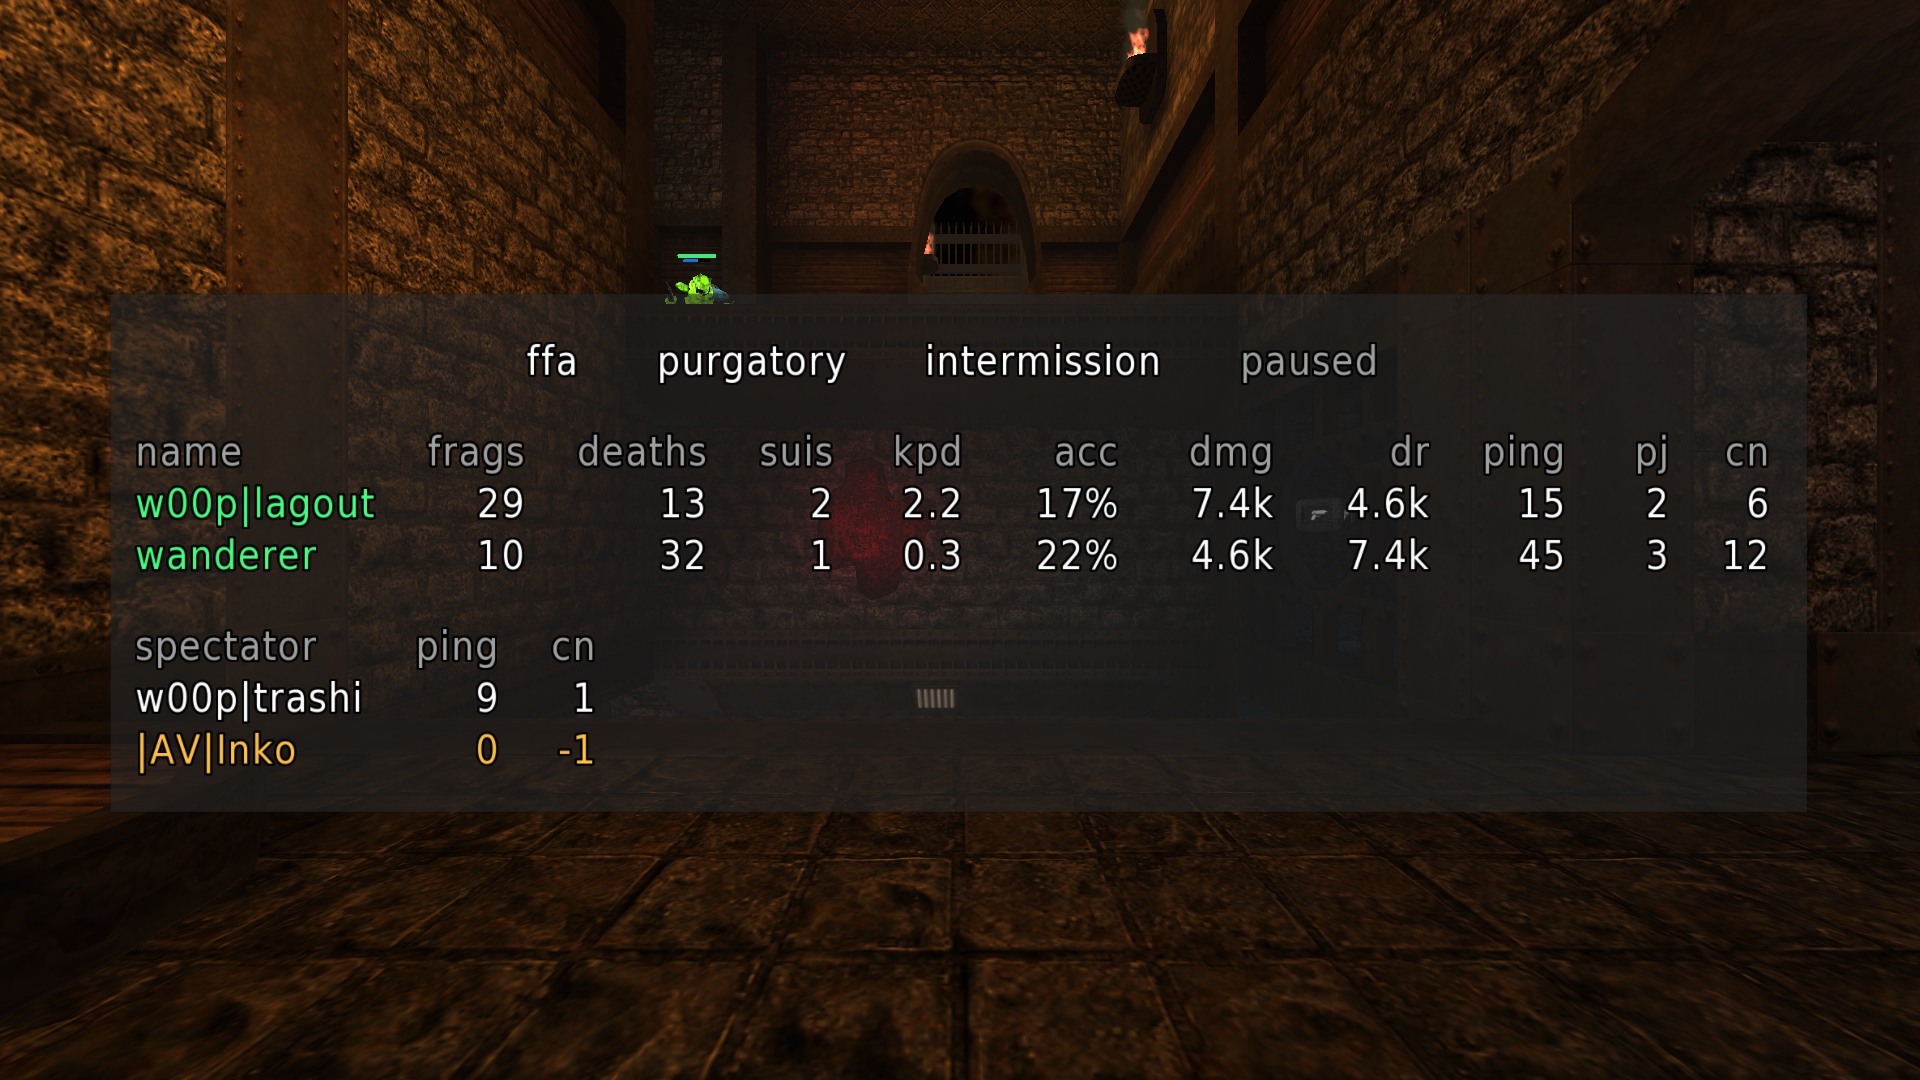 ffa purgatory intermission paused
name frags deaths suis kpd acc dmg dr ping pj cn
w00p|lagout 29 13 2 2.2 17% 7.4k 4.6k 15 2 6
wanderer 10 32 1 0.3 22% 4.6k 7.4k 45 3 12
spectator ping cn
w00p|trashi 9 1
|AV|Inko 0 -1